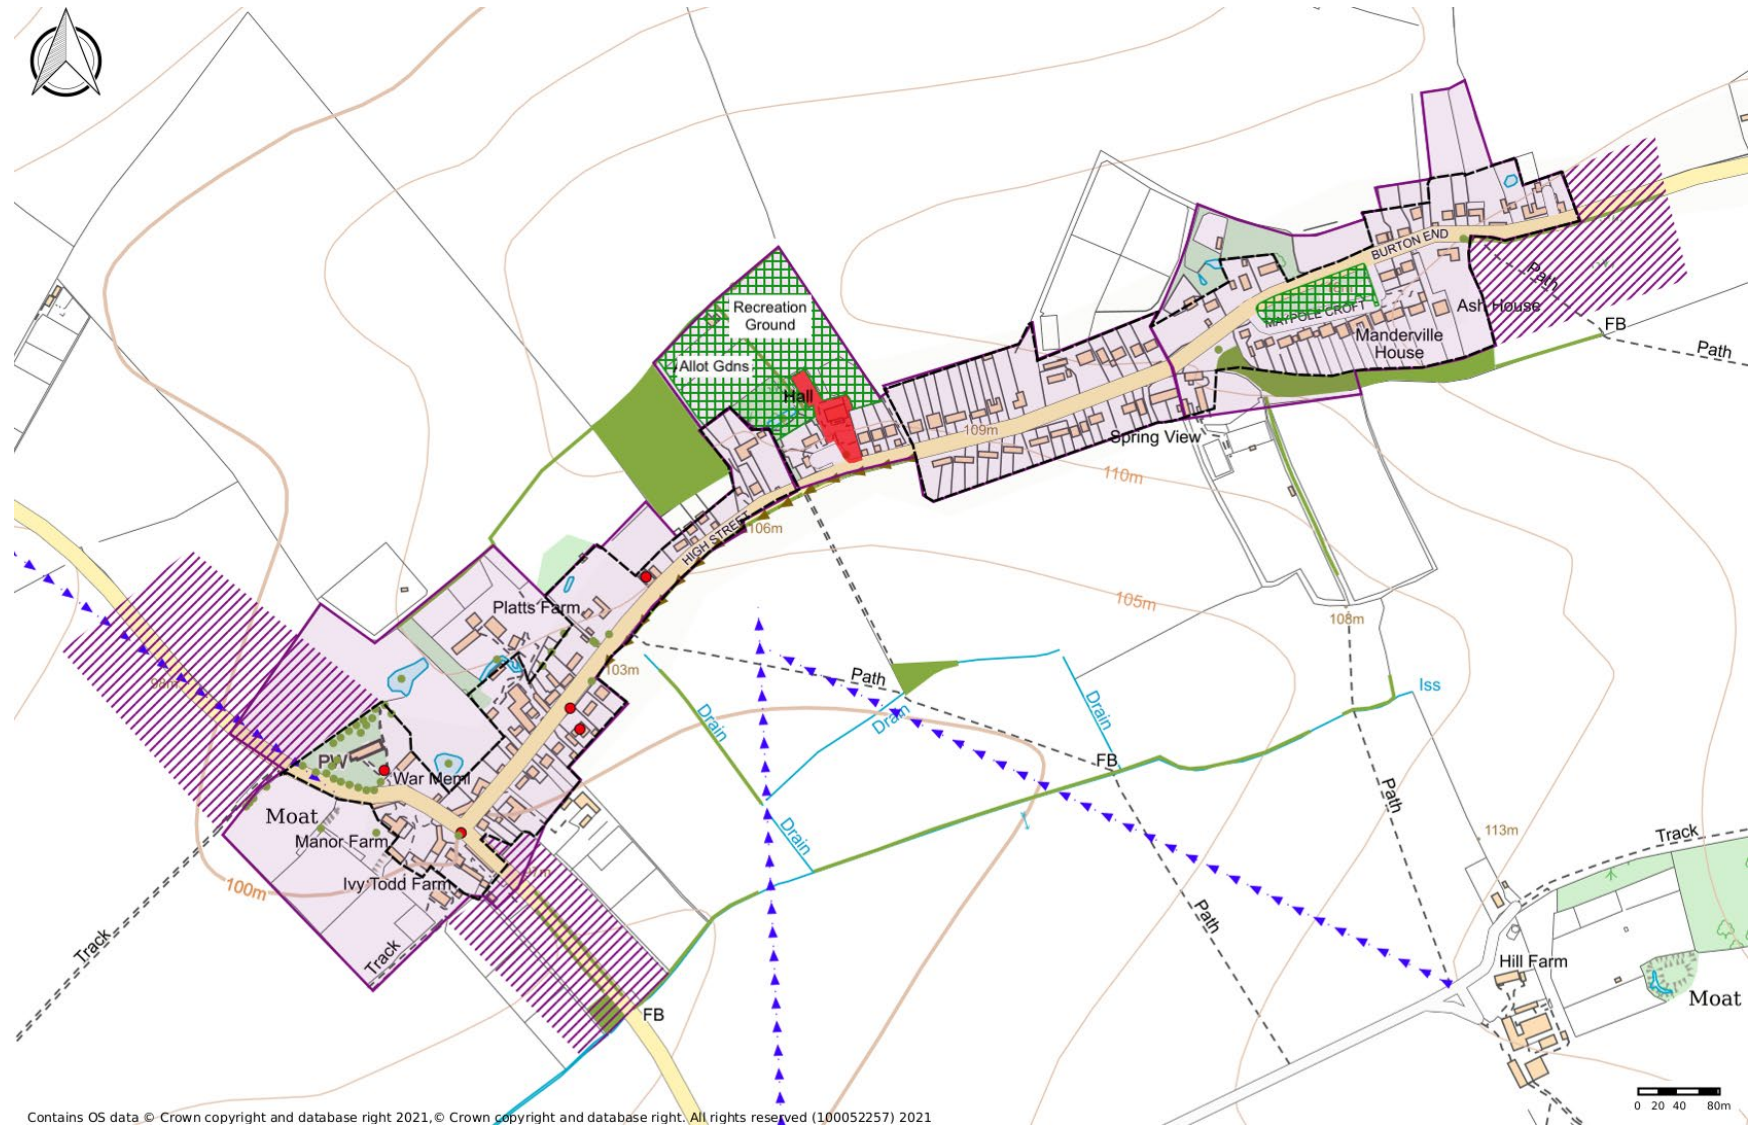 BURTON END
Path
MAYPOLE CROFT
Ash House
Manderville
House
FB
Path
Recreation
Ground
Allot Gdns
Hall
109m
Spring View
110m
HIGH STREET
106m
Platts Farm
105m
108m
103m
Path
98m
Drain
Drain
Drain
Iss
PW
War Meml
FB
Moat
Manor Farm
Drain
Path
113m
Track
Ivy Todd Farm
97m
100m
Track
Track
Path
Hill Farm
Moat
FB
0 20 40 80m
Contains OS data © Crown copyright and database right 2021,© Crown copyright and database right. All rights reserved (100052257) 2021